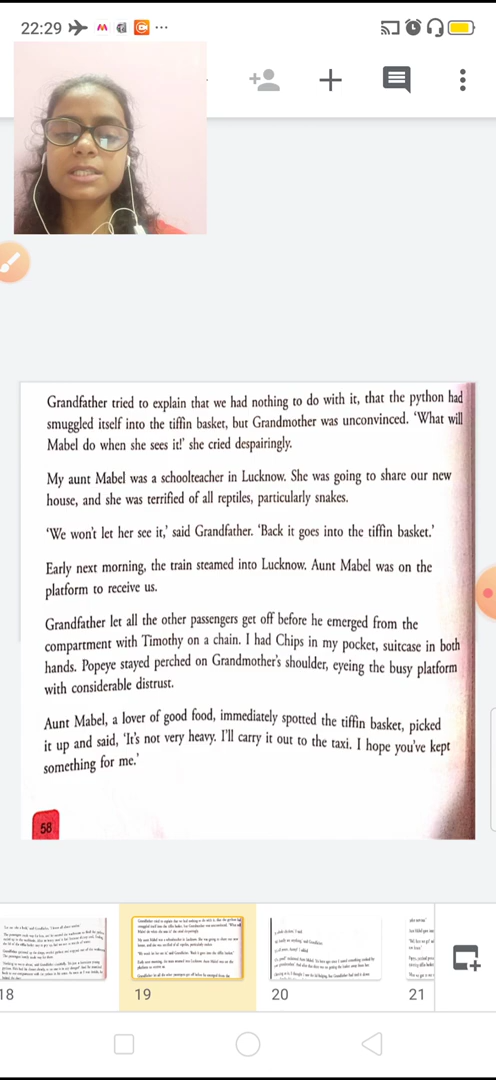 22:29
Grandfather tried to explain that we had nothing to do with it, that the python had
smuggled itself into the tiffin basket, but Grandmother was unconvinced. ‘What will
Mabel do when she sees it!’ she cried despairingly.
My aunt Mabel was a schoolteacher in Lucknow. She was going to share our new
house, and she was terrified of all reptiles, particularly snakes.
‘We won’t let her see it,’ said Grandfather. ‘Back it goes into the tiffin basket.’
Early next morning, the train steamed into Lucknow. Aunt Mabel was on the
platform to receive us.
Grandfather let all the other passengers get off before he emerged from the
compartment with Timothy on a chain. I had Chips in my pocket, suitcase in both
hands. Popeye stayed perched on Grandmother’s shoulder, eyeing the busy platform
with considerable distrust.
Aunt Mabel, a lover of good food, immediately spotted the tiffin basket, picked
it up and said, ‘It’s not very heavy. I’ll carry it out to the taxi. I hope you’ve kept
something for me.’
58
18
19
20
21